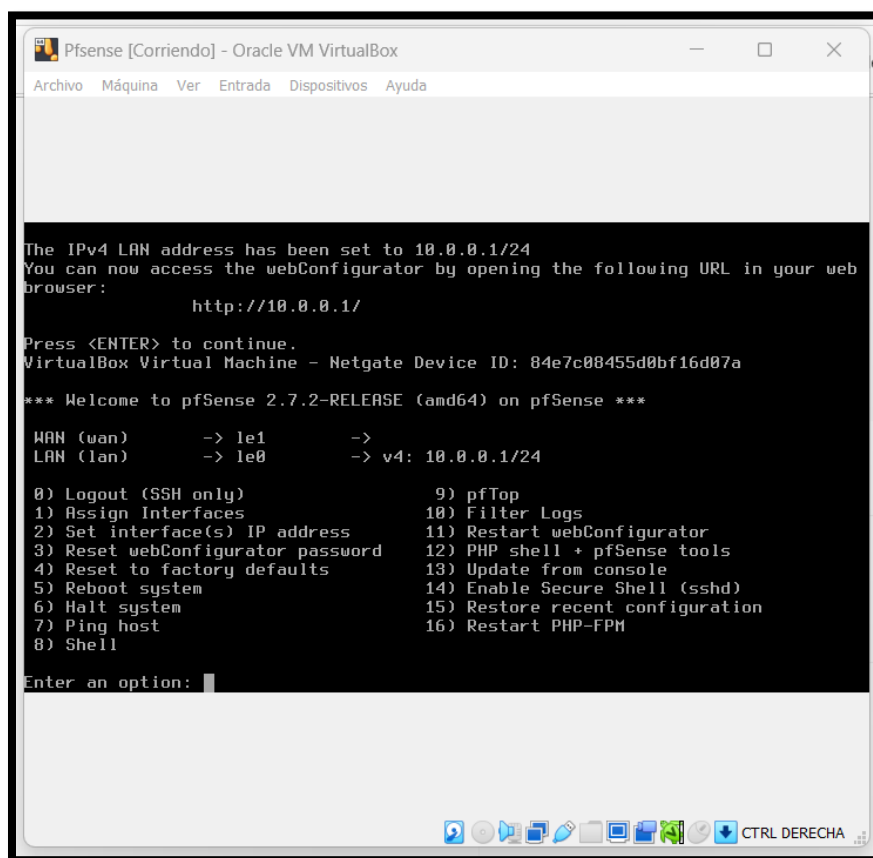 Pfsense [Corriendo] - Oracle VM VirtualBox
Archivo Máquina Ver Entrada Dispositivos Ayuda
The IPv4 LAN address has been set to 10.0.0.1/24
You can now access the webConfigurator by opening the following URL in your web
browser:
http://10.0.0.1/
Press <ENTER> to continue.
VirtualBox Virtual Machine - Netgate Device ID: 84e7c08455d0bf16d07a
*** Welcome to pfSense 2.7.2-RELEASE (amd64) on pfSense ***
WAN (wan) -> le1 ->
LAN (lan) -> le0 -> v4: 10.0.0.1/24
0) Logout (SSH only) 9) pfTop
1) Assign Interfaces 10) Filter Logs
2) Set interface(s) IP address 11) Restart webConfigurator
3) Reset webConfigurator password 12) PHP shell + pfSense tools
4) Reset to factory defaults 13) Update from console
5) Reboot system 14) Enable Secure Shell (sshd)
6) Halt system 15) Restore recent configuration
7) Ping host 16) Restart PHP-FPM
8) Shell
Enter an option:
CTRL DERECHA